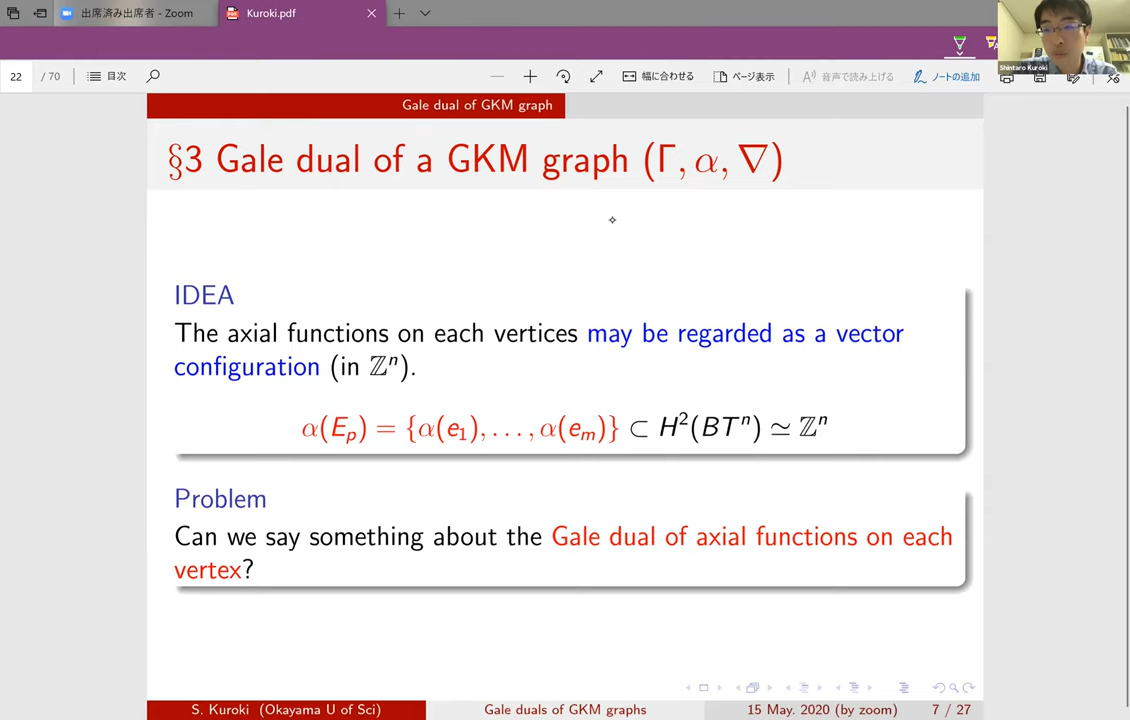 出席済み出席者 - Zoom
Kuroki.pdf
22 / 70
目次
幅に合わせる
ページ表示
音声で読み上げる
ノートの追加
Shintaro Kuroki
Gale dual of GKM graph
§3 Gale dual of a GKM graph (Γ, α, ∇)
IDEA
The axial functions on each vertices may be regarded as a vector
configuration (in ℤⁿ).
α(E_p) = {α(e_1), . . . , α(e_m)} ⊂ H²(BTⁿ) ≃ ℤⁿ
Problem
Can we say something about the Gale dual of axial functions on each
vertex?
S. Kuroki (Okayama U of Sci)
Gale duals of GKM graphs
15 May. 2020 (by zoom)
7 / 27